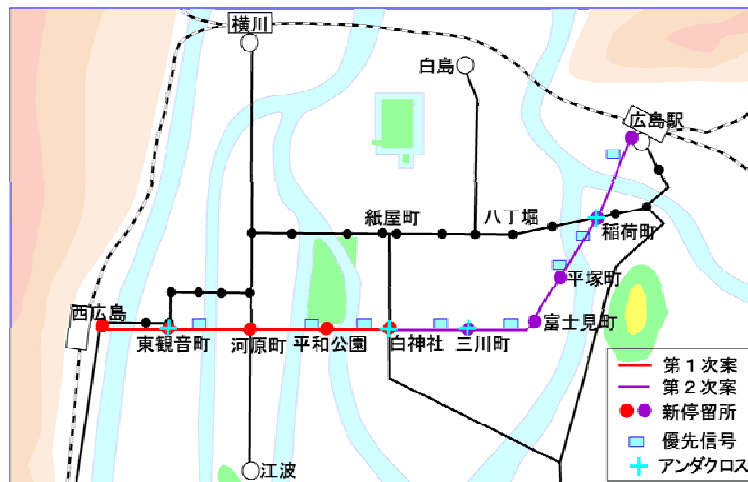 横川
白島
広島駅
紙屋町
八丁堀
稲荷町
平塚町
西広島
富士見町
東観音町
河原町
平和公園
白神社
三川町
第1次案
第2次案
新停留所
優先信号
アンダクロス
江波